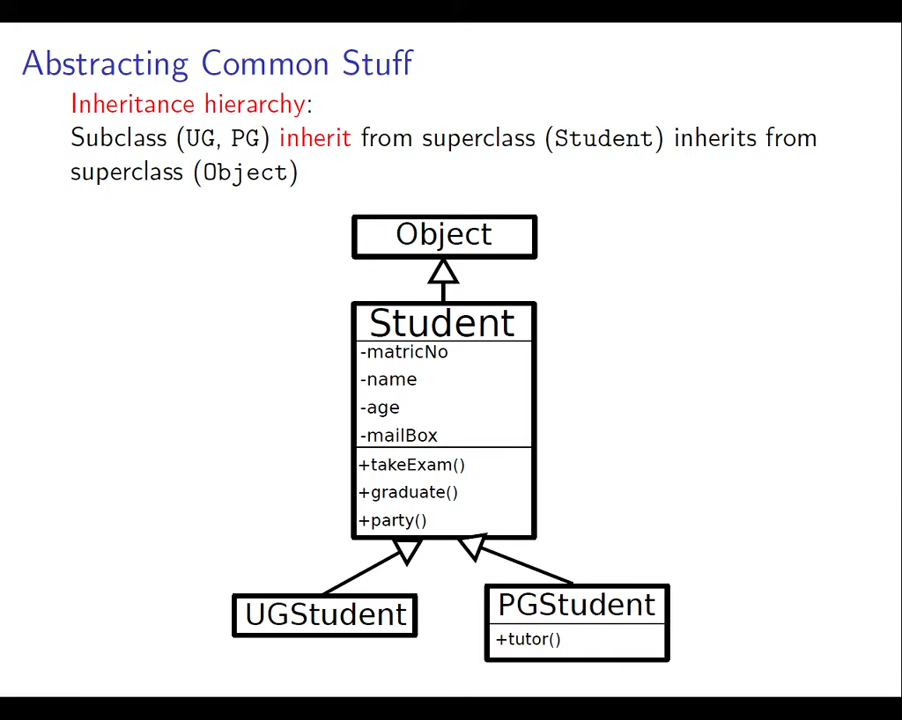 Abstracting Common Stuff
Inheritance hierarchy:
Subclass (UG, PG) inherit from superclass (Student) inherits from
superclass (Object)
Object
Student
-matricNo
-name
-age
-mailBox
+takeExam()
+graduate()
+party()
UGStudent
PGStudent
+tutor()